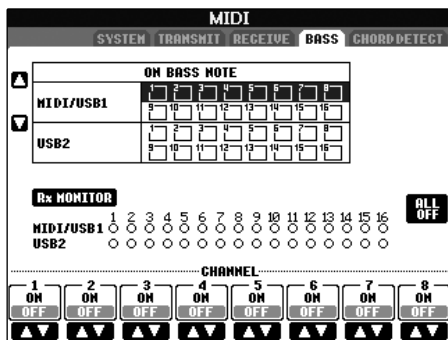 MIDI
SYSTEM TRANSMIT RECEIVE BASS CHORD DETECT
ON BASS NOTE
MIDI/USB1
1 2 3 4 5 6 7 8
9 10 11 12 13 14 15 16
USB2
1 2 3 4 5 6 7 8
9 10 11 12 13 14 15 16
Rx MONITOR
ALL OFF
1 2 3 4 5 6 7 8 9 10 11 12 13 14 15 16
MIDI/USB1
USB2
CHANNEL
1 2 3 4 5 6 7 8
ON ON ON ON ON ON ON ON
OFF OFF OFF OFF OFF OFF OFF OFF